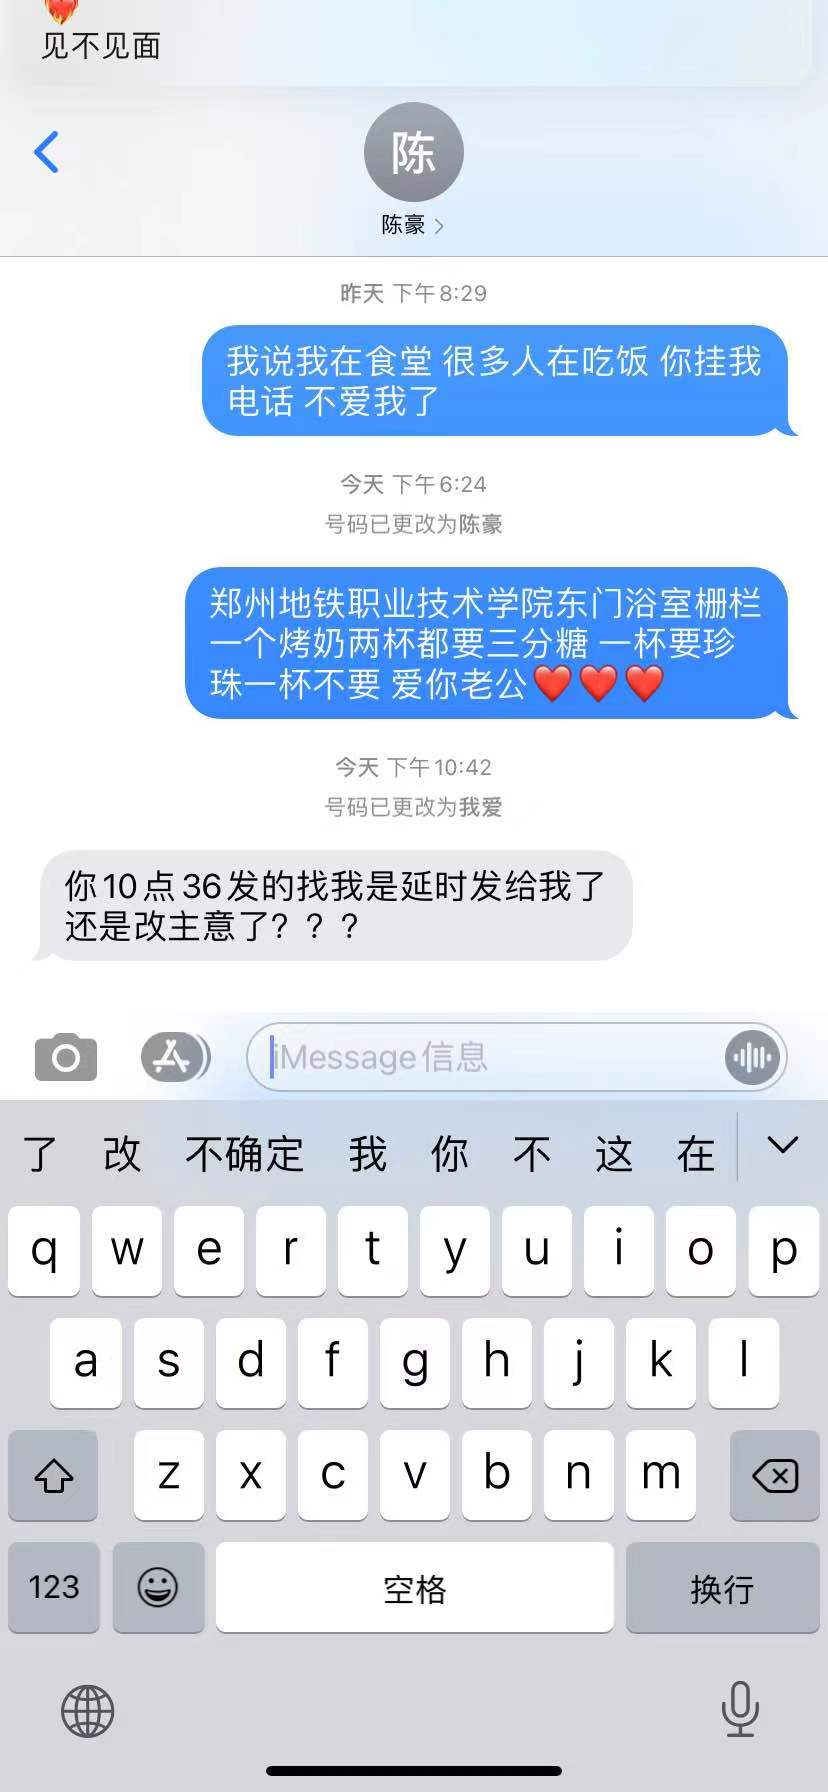 见不见面
陈
陈豪
昨天 下午8:29
我说我在食堂 很多人在吃饭 你挂我
电话 不爱我了
今天 下午6:24
号码已更改为陈豪
郑州地铁职业技术学院东门浴室栅栏
一个烤奶两杯都要三分糖 一杯要珍
珠一杯不要 爱你老公❤️❤️❤️
今天 下午10:42
号码已更改为我爱
你10点36发的找我是延时发给我了
还是改主意了？？？
iMessage信息
了 改 不确定 我 你 不 这 在
q w e r t y u i o p
a s d f g h j k l
z x c v b n m
123 空格 换行